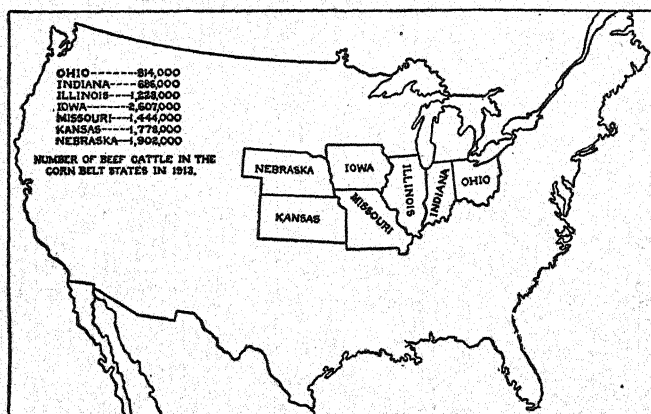 OHIO-------814,000
INDIANA----686,000
ILLINOIS---1,228,000
IOWA------2,607,000
MISSOURI--1,444,000
KANSAS---1,778,000
NEBRASKA-1,902,000
NUMBER OF BEEF CATTLE IN THE
CORN BELT STATES IN 1913.
NEBRASKA
IOWA
ILLINOIS
INDIANA
OHIO
KANSAS
MISSOURI